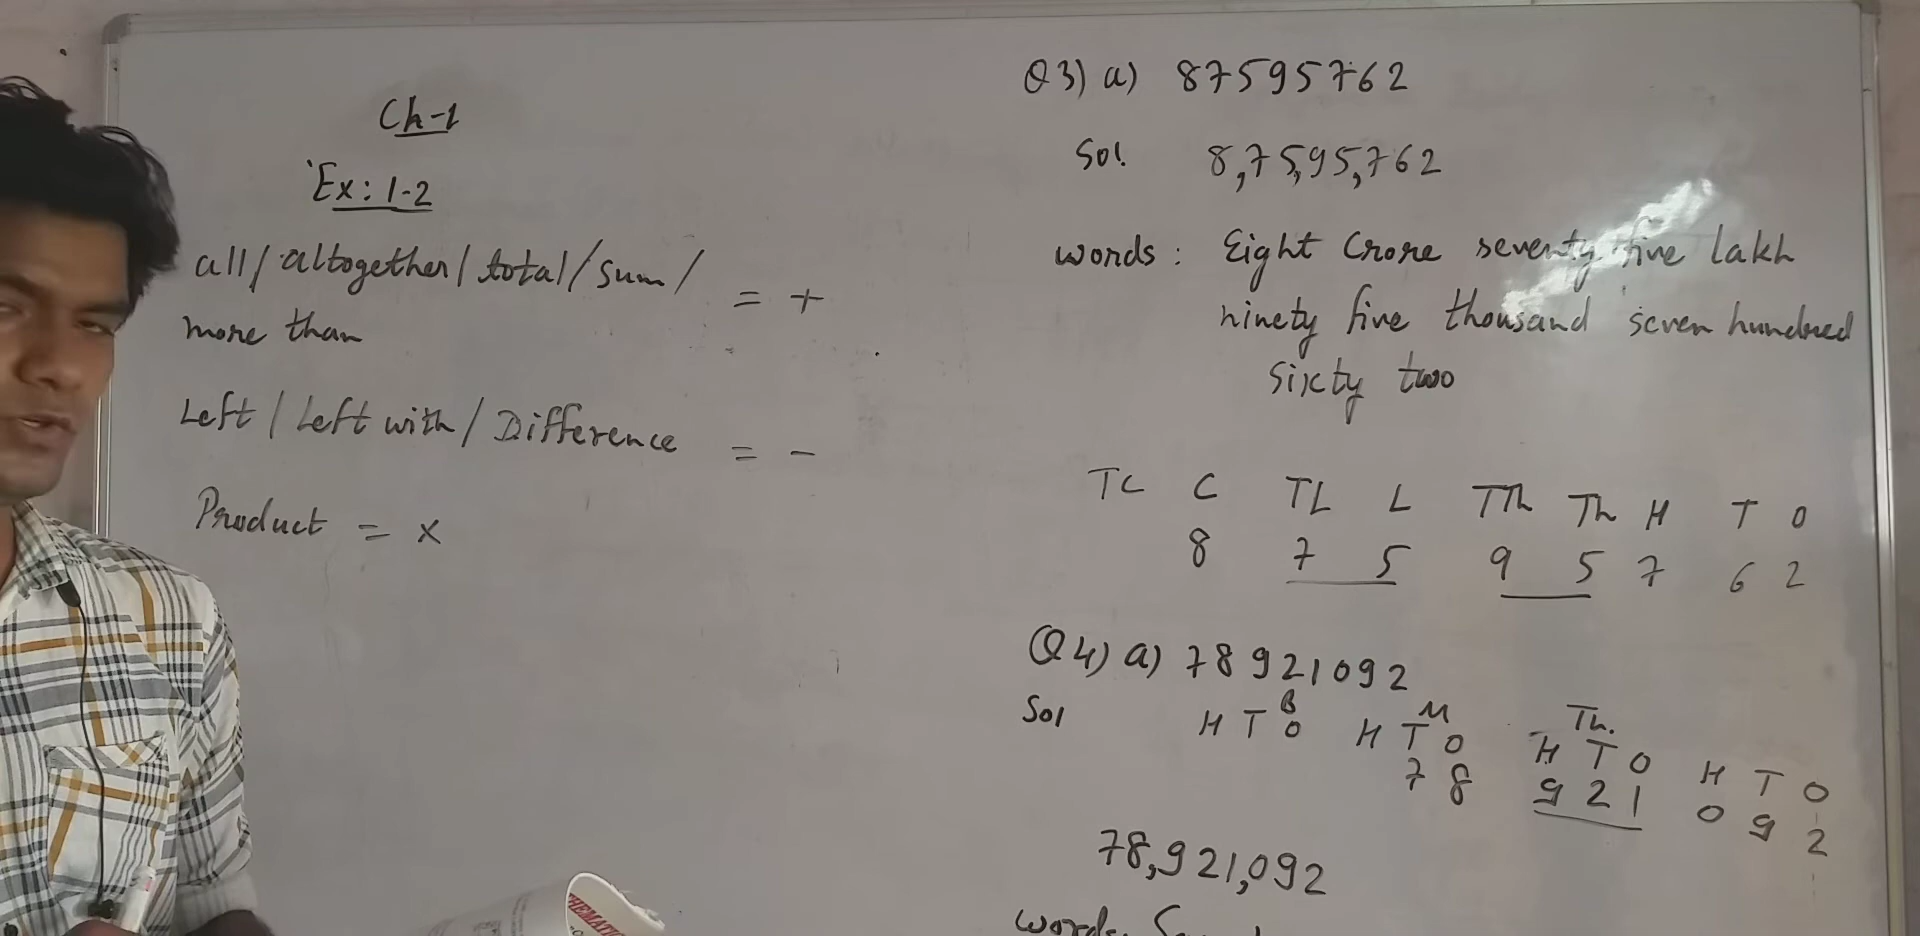 Ch-1
Ex: 1-2
all/altogether/total/sum/
more than = +
Left/Left with/Difference = -
Product = x
Q3) a) 87595762
Sol 8,75,95,762
words: Eight Crore seventy five lakh
ninety five thousand seven hundred
sixty two
TC C TL L TTh Th H T O
8 7 5 9 5 7 6 2
Q4) a) 78921092
Sol
B M Th.
H T O H T O H T O H T O
7 8 9 2 1 0 9 2
78,921,092
words.